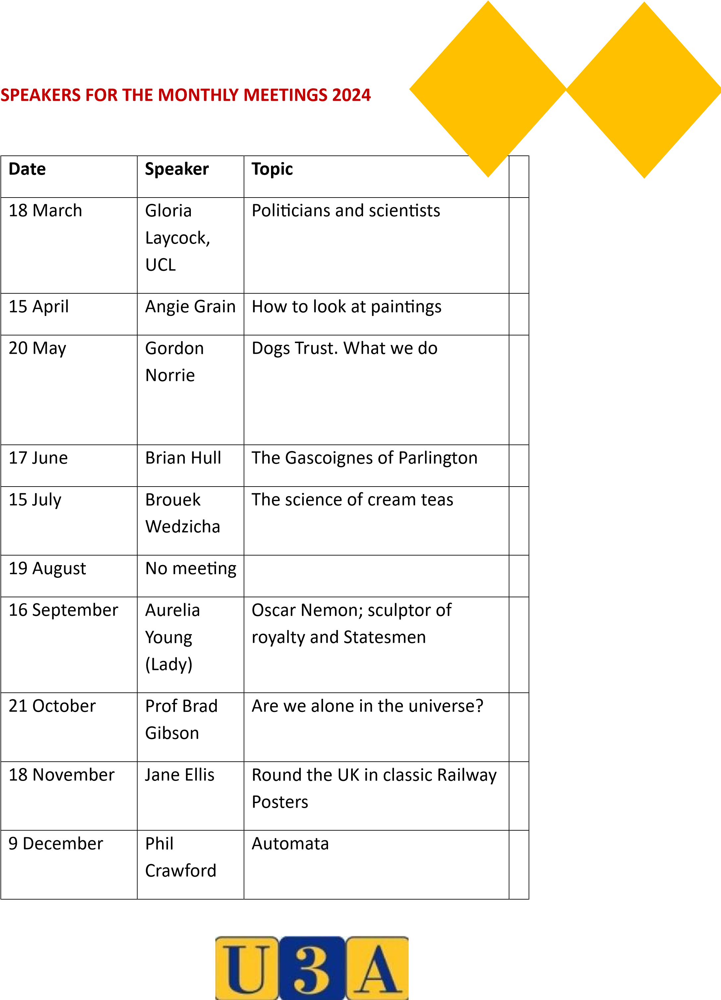 SPEAKERS FOR THE MONTHLY MEETINGS 2024
Date Speaker Topic
18 March Gloria Politicians and scientists
Laycock,
UCL
15 April Angie Grain How to look at paintings
20 May Gordon Dogs Trust. What we do
Norrie
17 June Brian Hull The Gascoignes of Parlington
15 July Brouek The science of cream teas
Wedzicha
19 August No meeting
16 September Aurelia Oscar Nemon; sculptor of
Young royalty and Statesmen
(Lady)
21 October Prof Brad Are we alone in the universe?
Gibson
18 November Jane Ellis Round the UK in classic Railway
Posters
9 December Phil Automata
Crawford
U3A